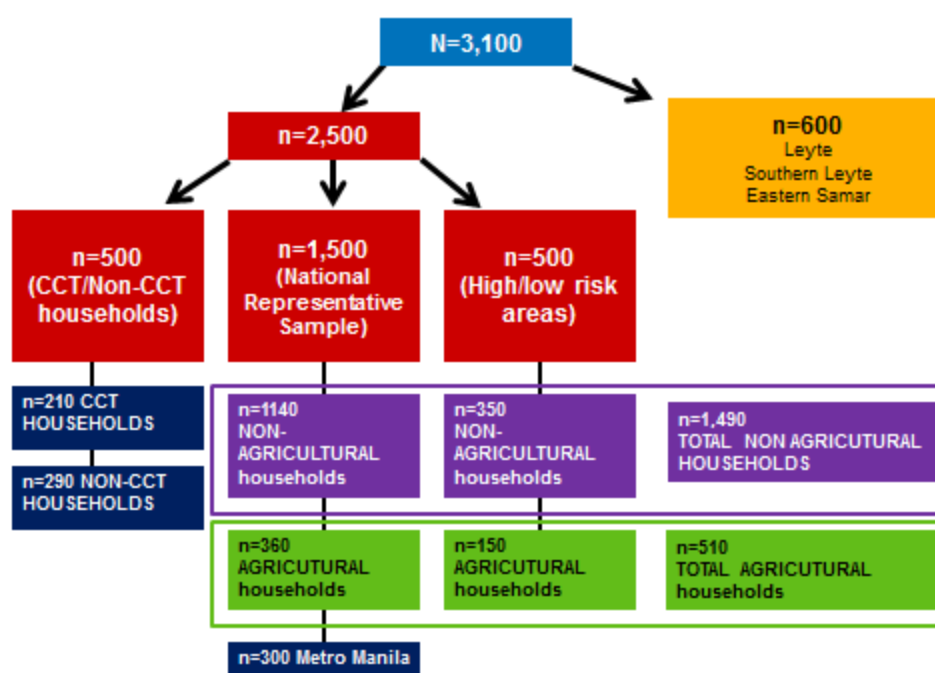 N=3,100
n=2,500
n=600
Leyte
Southern Leyte
Eastern Samar
n=500
(CCT/Non-CCT
households)
n=1,500
(National
Representative
Sample)
n=500
(High/low risk
areas)
n=210 CCT
HOUSEHOLDS
n=290 NON-CCT
HOUSEHOLDS
n=1140
NON-
AGRICULTURAL
households
n=350
NON-
AGRICULTURAL
households
n=1,490
TOTAL NON AGRICUTURAL
HOUSEHOLDS
n=360
AGRICUTURAL
households
n=150
AGRICUTURAL
households
n=510
TOTAL AGRICUTURAL
households
n=300 Metro Manila